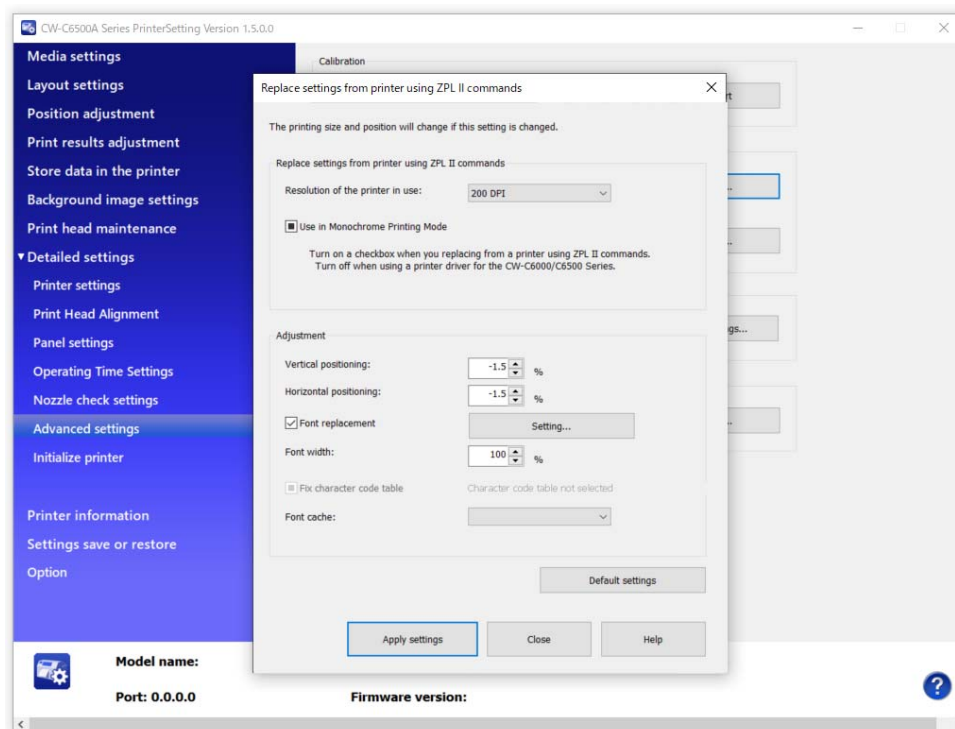 CW-C6500A Series PrinterSetting Version 1.5.0.0
Media settings
Layout settings
Position adjustment
Print results adjustment
Store data in the printer
Background image settings
Print head maintenance
Detailed settings
Printer settings
Print Head Alignment
Panel settings
Operating Time Settings
Nozzle check settings
Advanced settings
Initialize printer
Printer information
Settings save or restore
Option
Calibration
Replace settings from printer using ZPL II commands
The printing size and position will change if this setting is changed.
Replace settings from printer using ZPL II commands
Resolution of the printer in use: 200 DPI
Use in Monochrome Printing Mode
Turn on a checkbox when you replacing from a printer using ZPL II commands.
Turn off when using a printer driver for the CW-C6000/C6500 Series.
Adjustment
Vertical positioning: -1.5 %
Horizontal positioning: -1.5 %
Font replacement Setting...
Font width: 100 %
Fix character code table Character code table not selected
Font cache:
Default settings
Apply settings Close Help
Model name:
Port: 0.0.0.0 Firmware version: